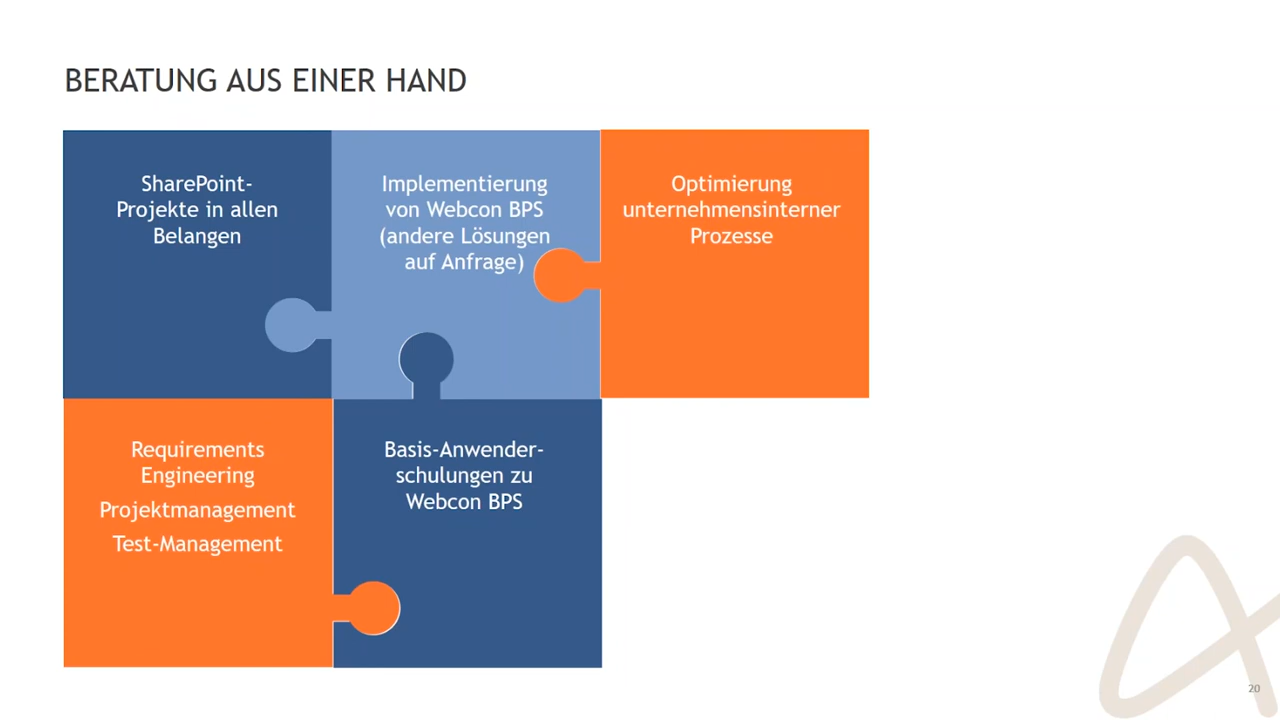 BERATUNG AUS EINER HAND
SharePoint-
Projekte in allen
Belangen
Implementierung
von Webcon BPS
(andere Lösungen
auf Anfrage)
Optimierung
unternehmensinterner
Prozesse
Requirements
Engineering
Projektmanagement
Test-Management
Basis-Anwender-
schulungen zu
Webcon BPS
20